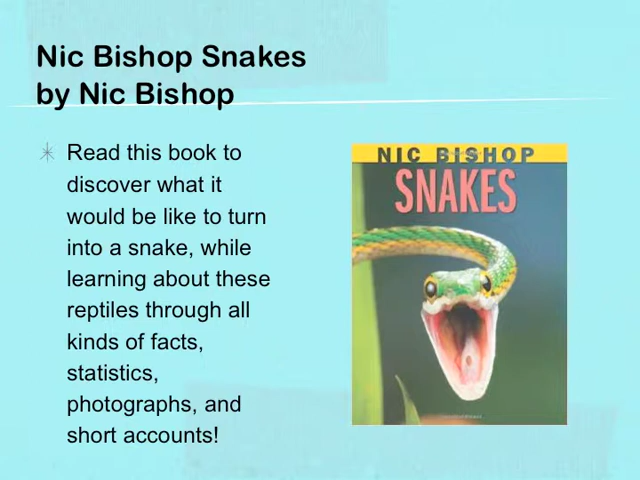 Nic Bishop Snakes
by Nic Bishop
Read this book to
discover what it
would be like to turn
into a snake, while
learning about these
reptiles through all
kinds of facts,
statistics,
photographs, and
short accounts!
NIC BISHOP
SNAKES